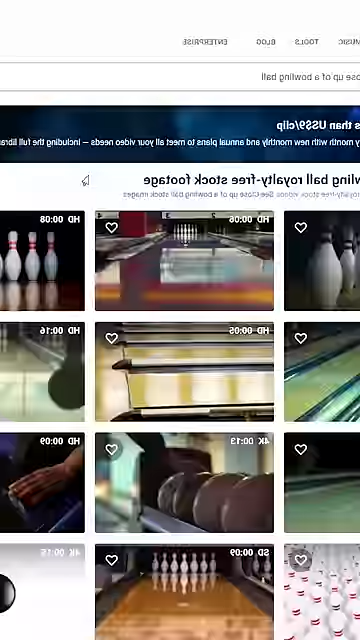 MUSIC TOOLS BLOG ENTERPRISE
ose up of a bowling ball
s than US$9/clip
y month with new monthly and annual plans to meet all your video needs — including the full libra
wling ball royalty-free stock footage
royalty-free stock videos. See Close up of a bowling ball stock images
HD 00:06
HD 00:08
HD 00:05
HD 00:16
4K 00:13
HD 00:09
SD 00:09
4K 00:15